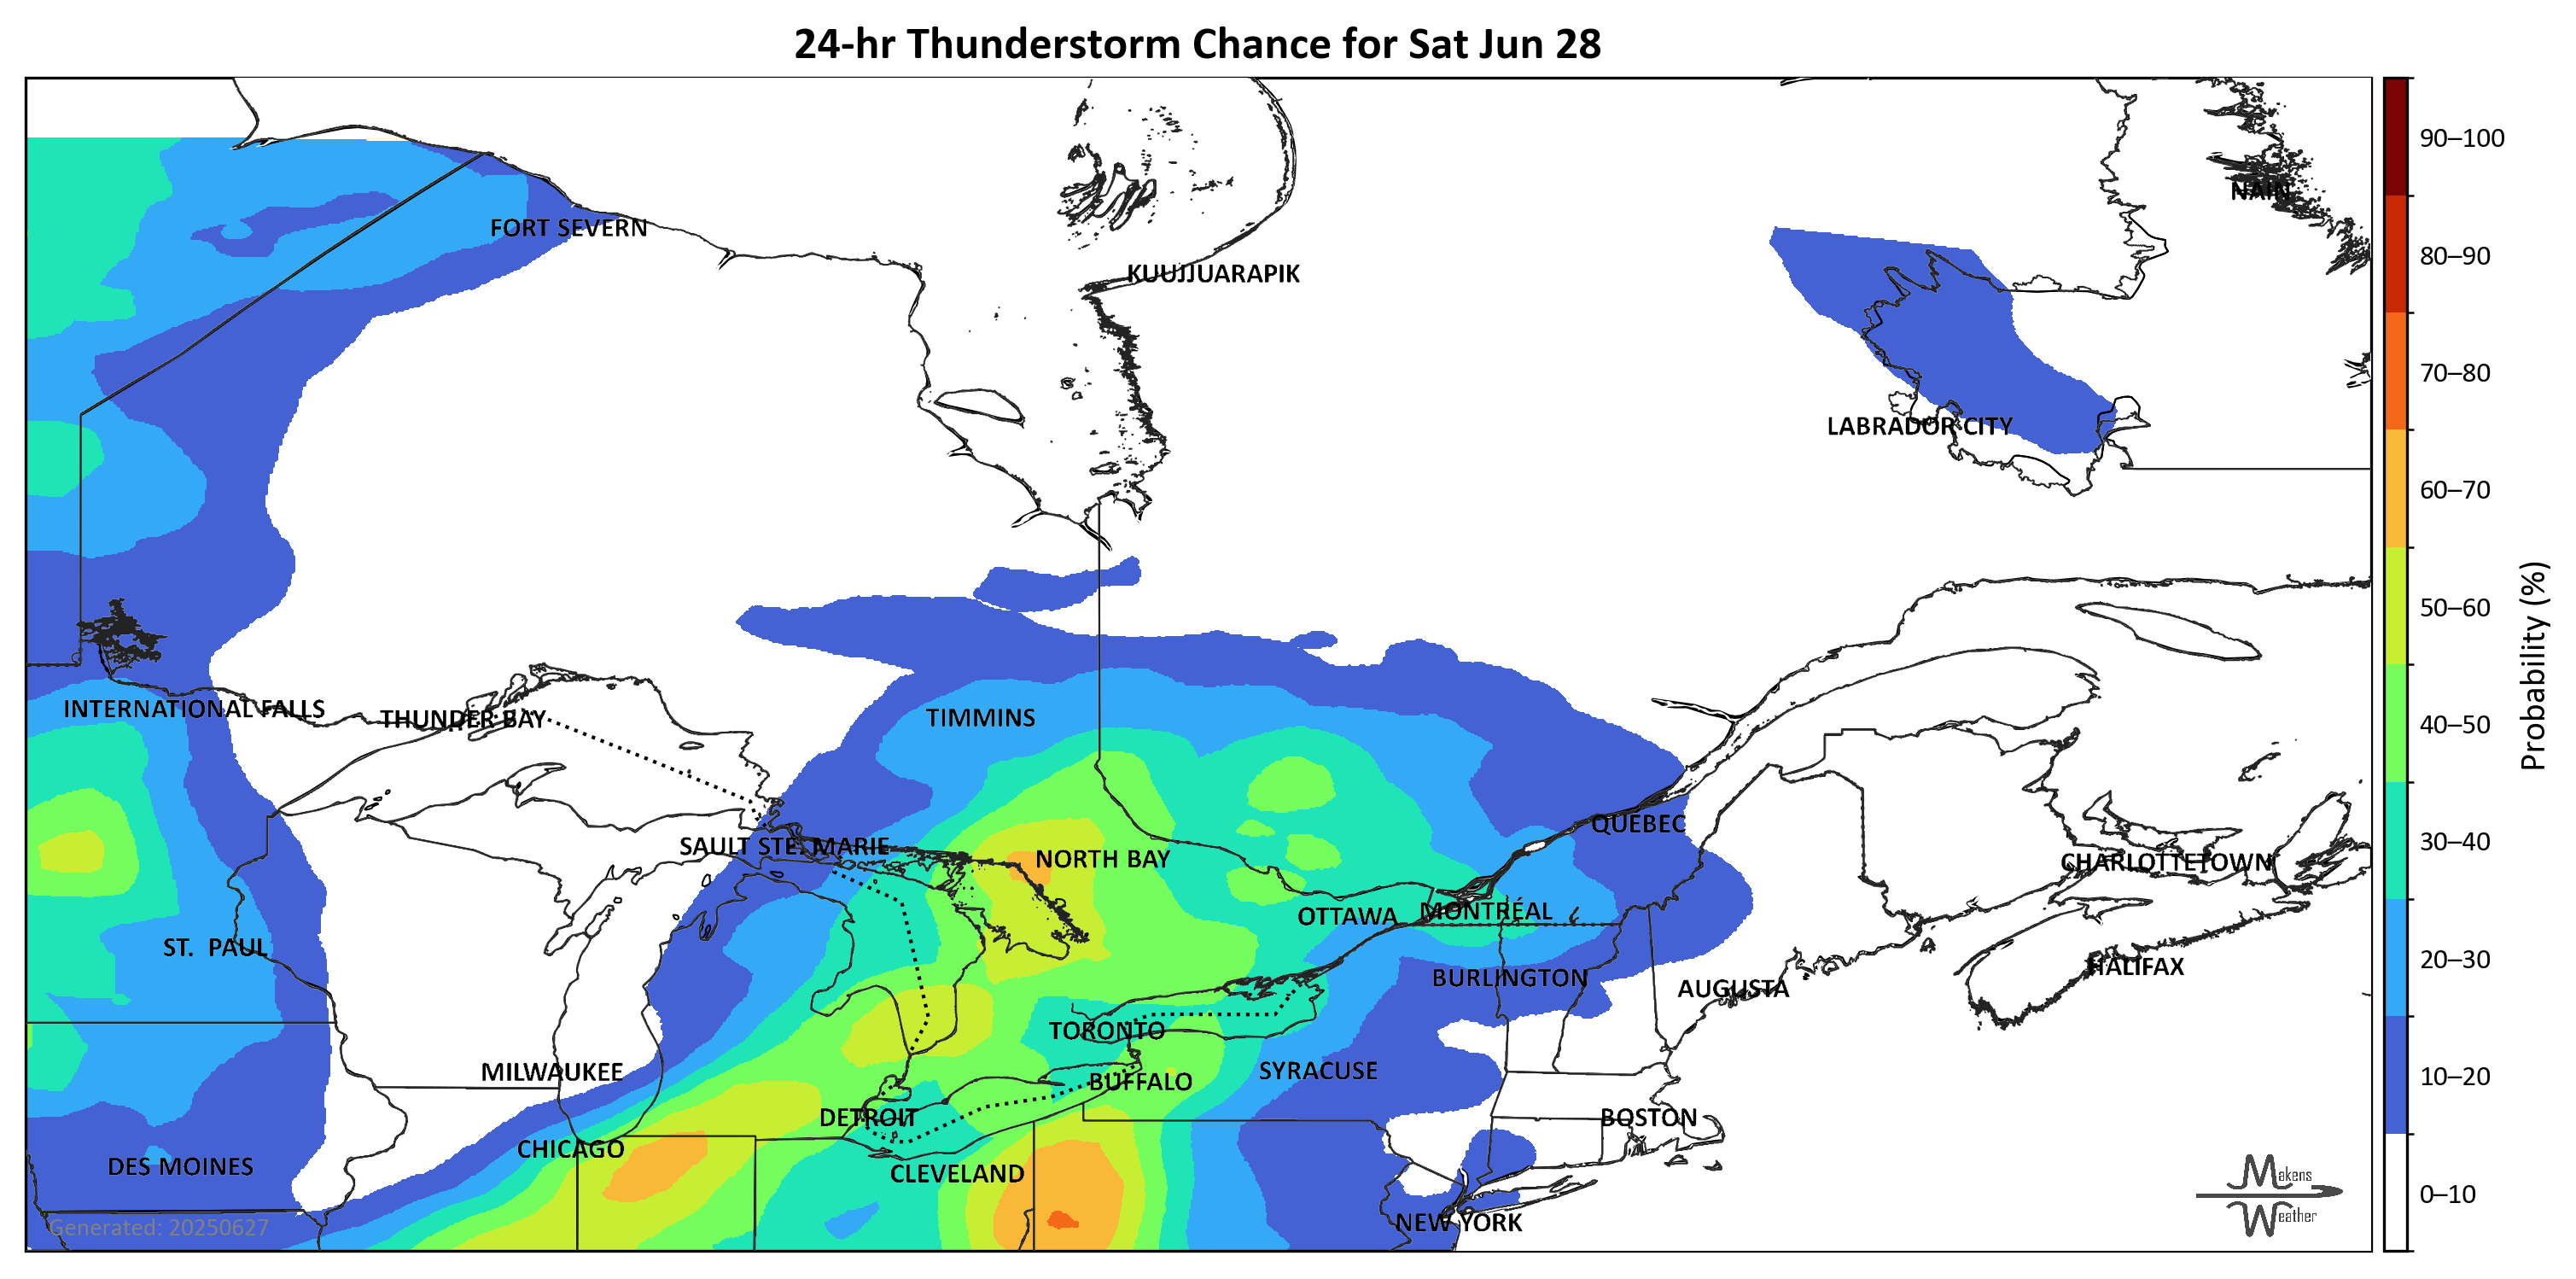 24-hr Thunderstorm Chance for Sat Jun 28
NAIN
FORT SEVERN
KUUJJUARAPIK
LABRADOR CITY
INTERNATIONAL FALLS
THUNDER BAY
TIMMINS
QUEBEC
SAULT STE. MARIE
NORTH BAY
CHARLOTTETOWN
OTTAWA
MONTRÉAL
ST. PAUL
HALIFAX
BURLINGTON
AUGUSTA
TORONTO
MILWAUKEE
BUFFALO
SYRACUSE
DETROIT
BOSTON
CHICAGO
DES MOINES
CLEVELAND
NEW YORK
Generated: 20250627
Makens
Weather
90–100
80–90
70–80
60–70
50–60
40–50
30–40
20–30
10–20
0–10
Probability (%)